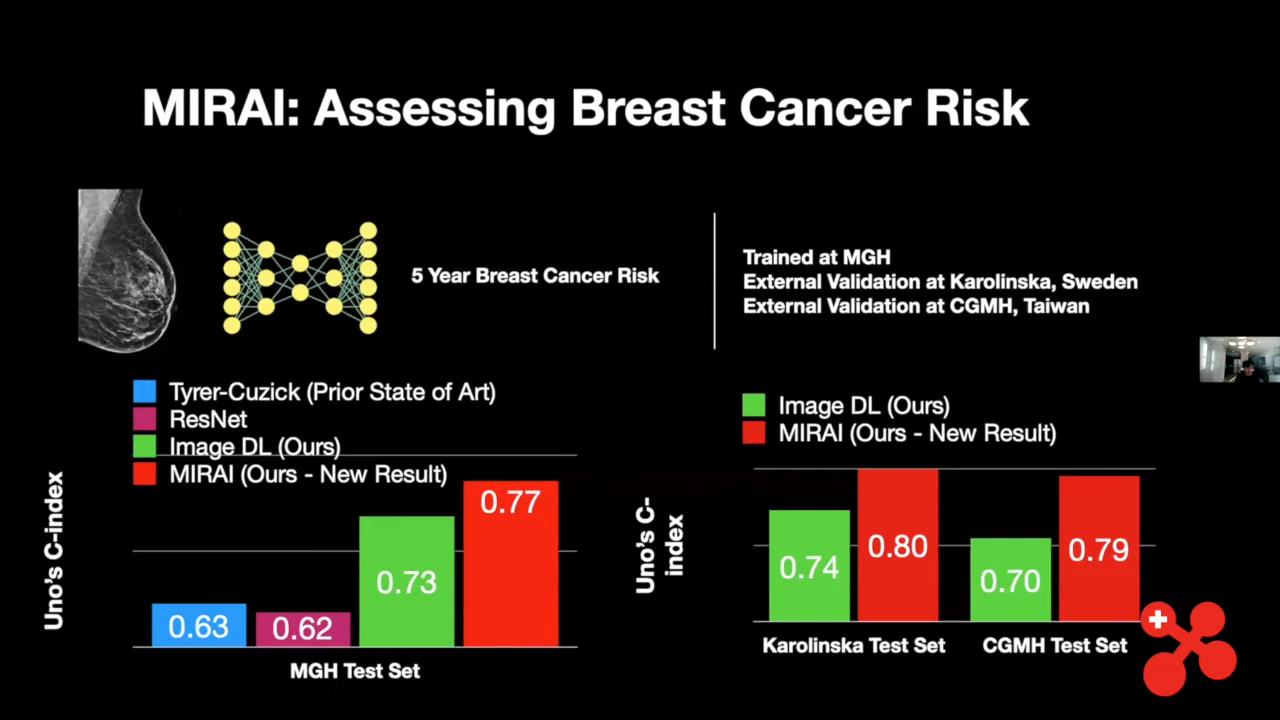 MIRAI: Assessing Breast Cancer Risk
5 Year Breast Cancer Risk
Trained at MGH
External Validation at Karolinska, Sweden
External Validation at CGMH, Taiwan
Tyrer-Cuzick (Prior State of Art)
ResNet
Image DL (Ours)
MIRAI (Ours - New Result)
Uno's C-index
0.63
0.62
0.73
0.77
MGH Test Set
Image DL (Ours)
MIRAI (Ours - New Result)
Uno's C-
index
0.74
0.80
0.70
0.79
Karolinska Test Set
CGMH Test Set